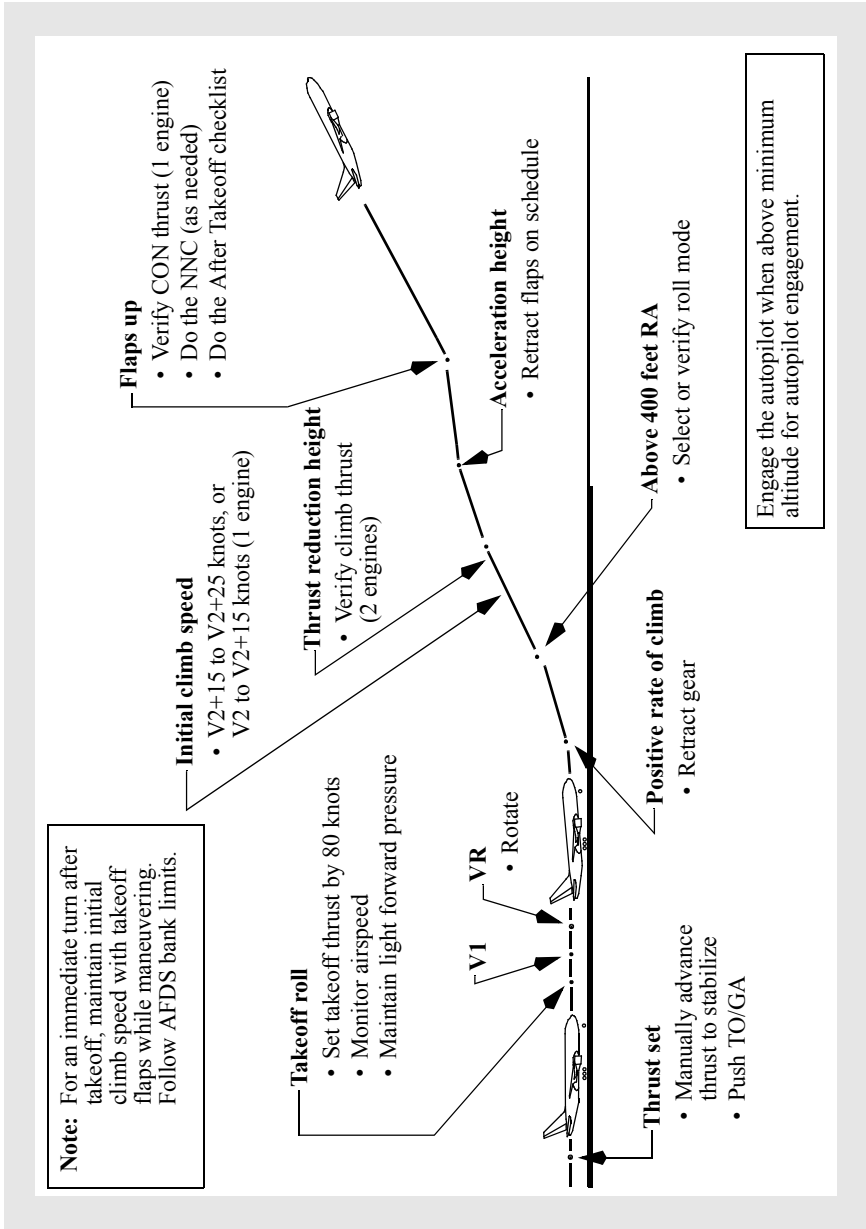 Note: For an immediate turn after
takeoff, maintain initial
climb speed with takeoff
flaps while maneuvering.
Follow AFDS bank limits.
Initial climb speed
• V2+15 to V2+25 knots, or
V2 to V2+15 knots (1 engine)
Flaps up
• Verify CON thrust (1 engine)
• Do the NNC (as needed)
• Do the After Takeoff checklist
Takeoff roll
• Set takeoff thrust by 80 knots
• Monitor airspeed
• Maintain light forward pressure
Thrust reduction height
• Verify climb thrust
(2 engines)
V1
VR
• Rotate
Acceleration height
• Retract flaps on schedule
Thrust set
• Manually advance
thrust to stabilize
• Push TO/GA
Positive rate of climb
• Retract gear
Above 400 feet RA
• Select or verify roll mode
Engage the autopilot when above minimum
altitude for autopilot engagement.